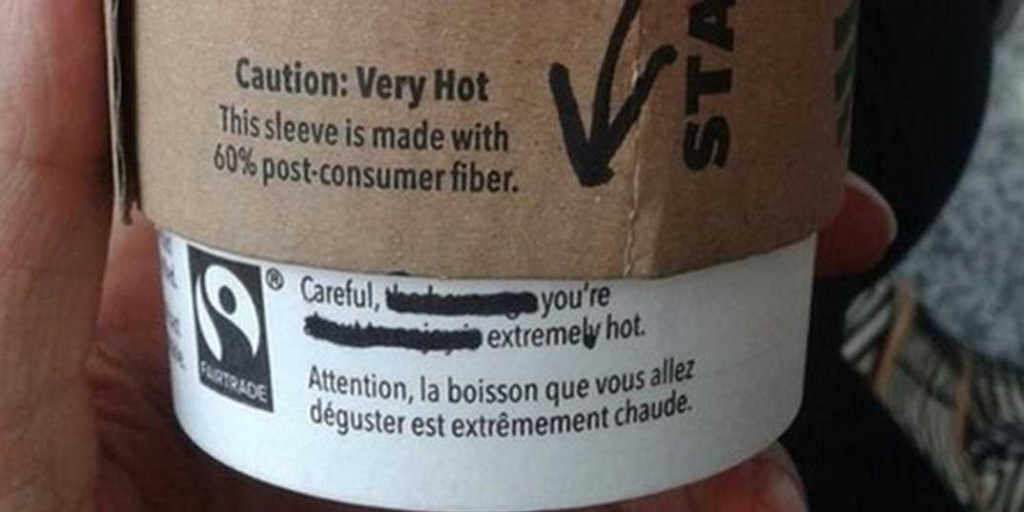 Caution: Very Hot
This sleeve is made with
60% post-consumer fiber.
STA
®
FAIRTRADE
Careful, you're
extremely hot.
Attention, la boisson que vous allez
déguster est extrêmement chaude.